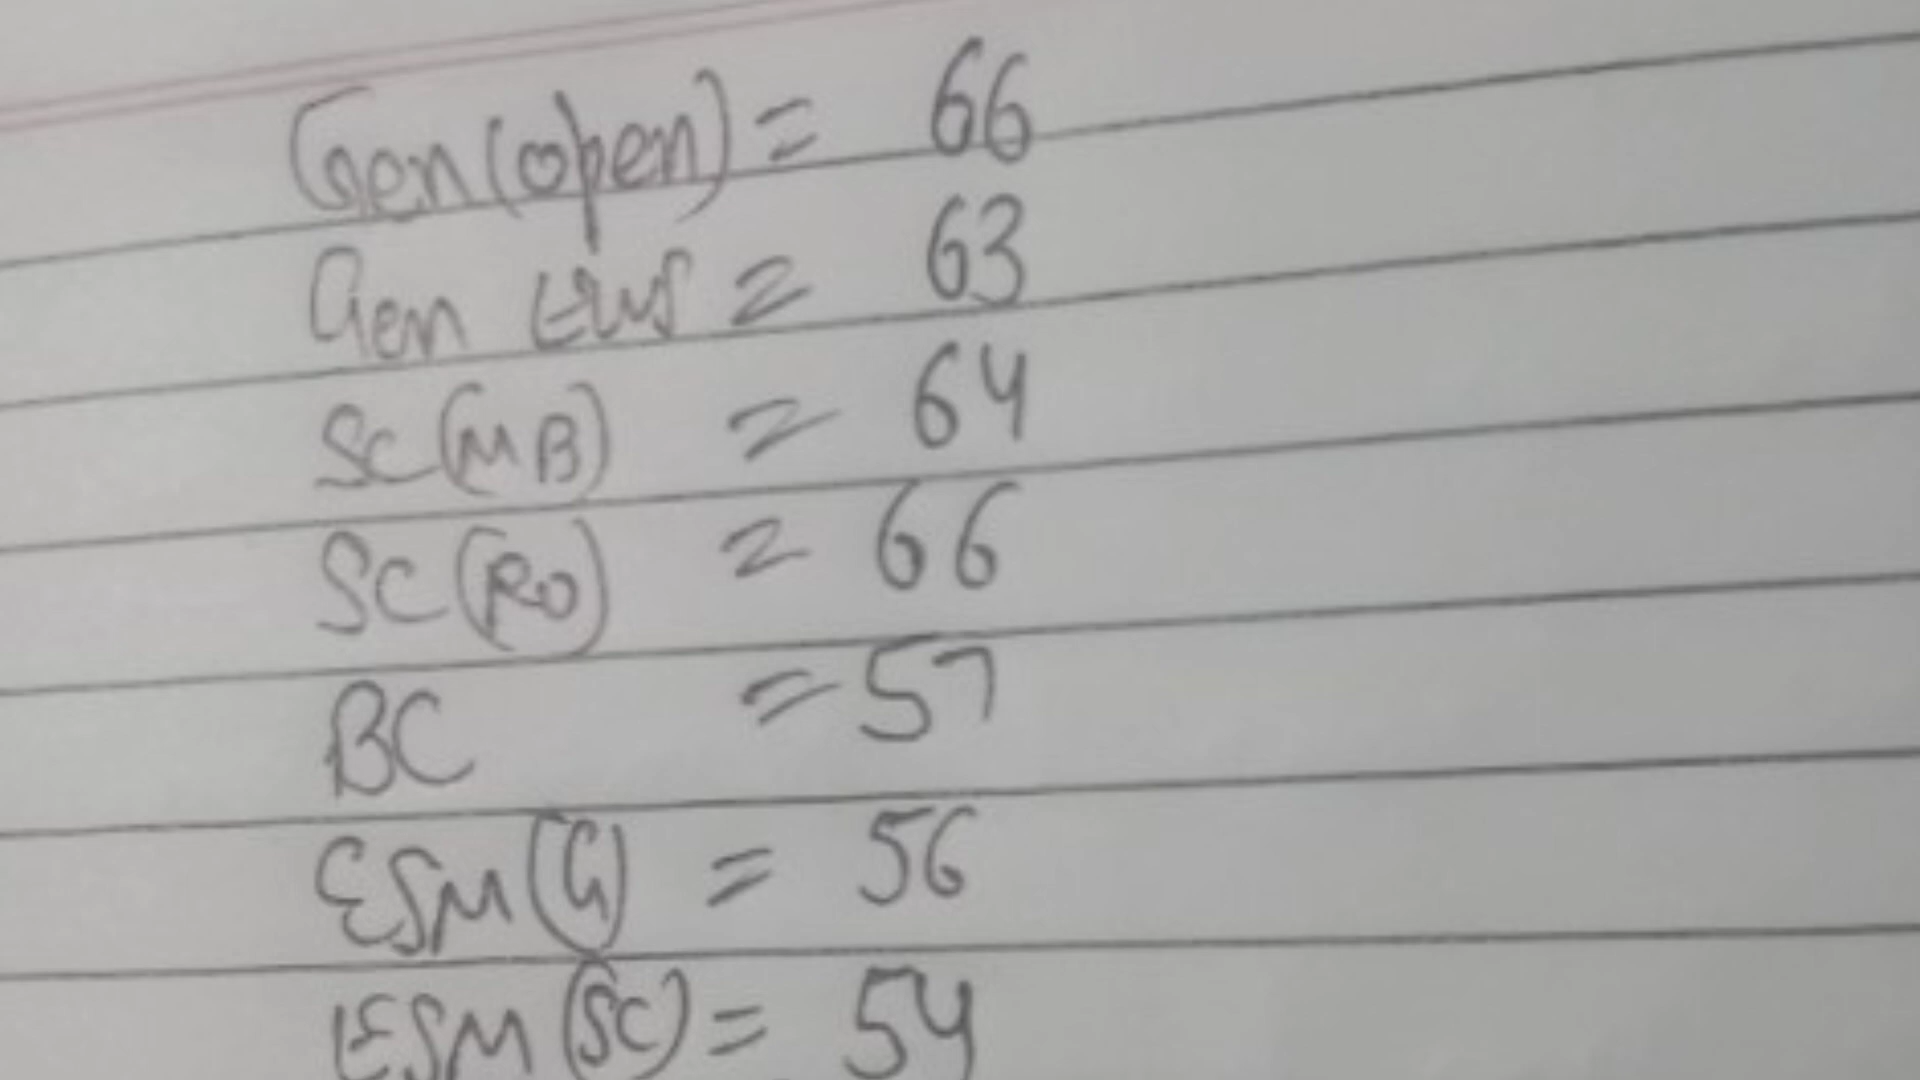 Gen (open) = 66
Gen EWS = 63
SC (MB) = 64
SC (RO) = 66
BC = 57
ESM (G) = 56
ESM (SC) = 54